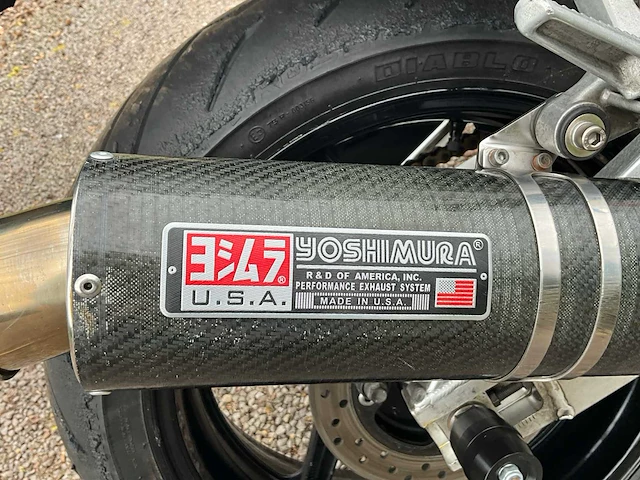 DIABLO
ヨシムラ®
U.S.A.
YOSHIMURA®
R & D OF AMERICA, INC.
PERFORMANCE EXHAUST SYSTEM
MADE IN U.S.A.